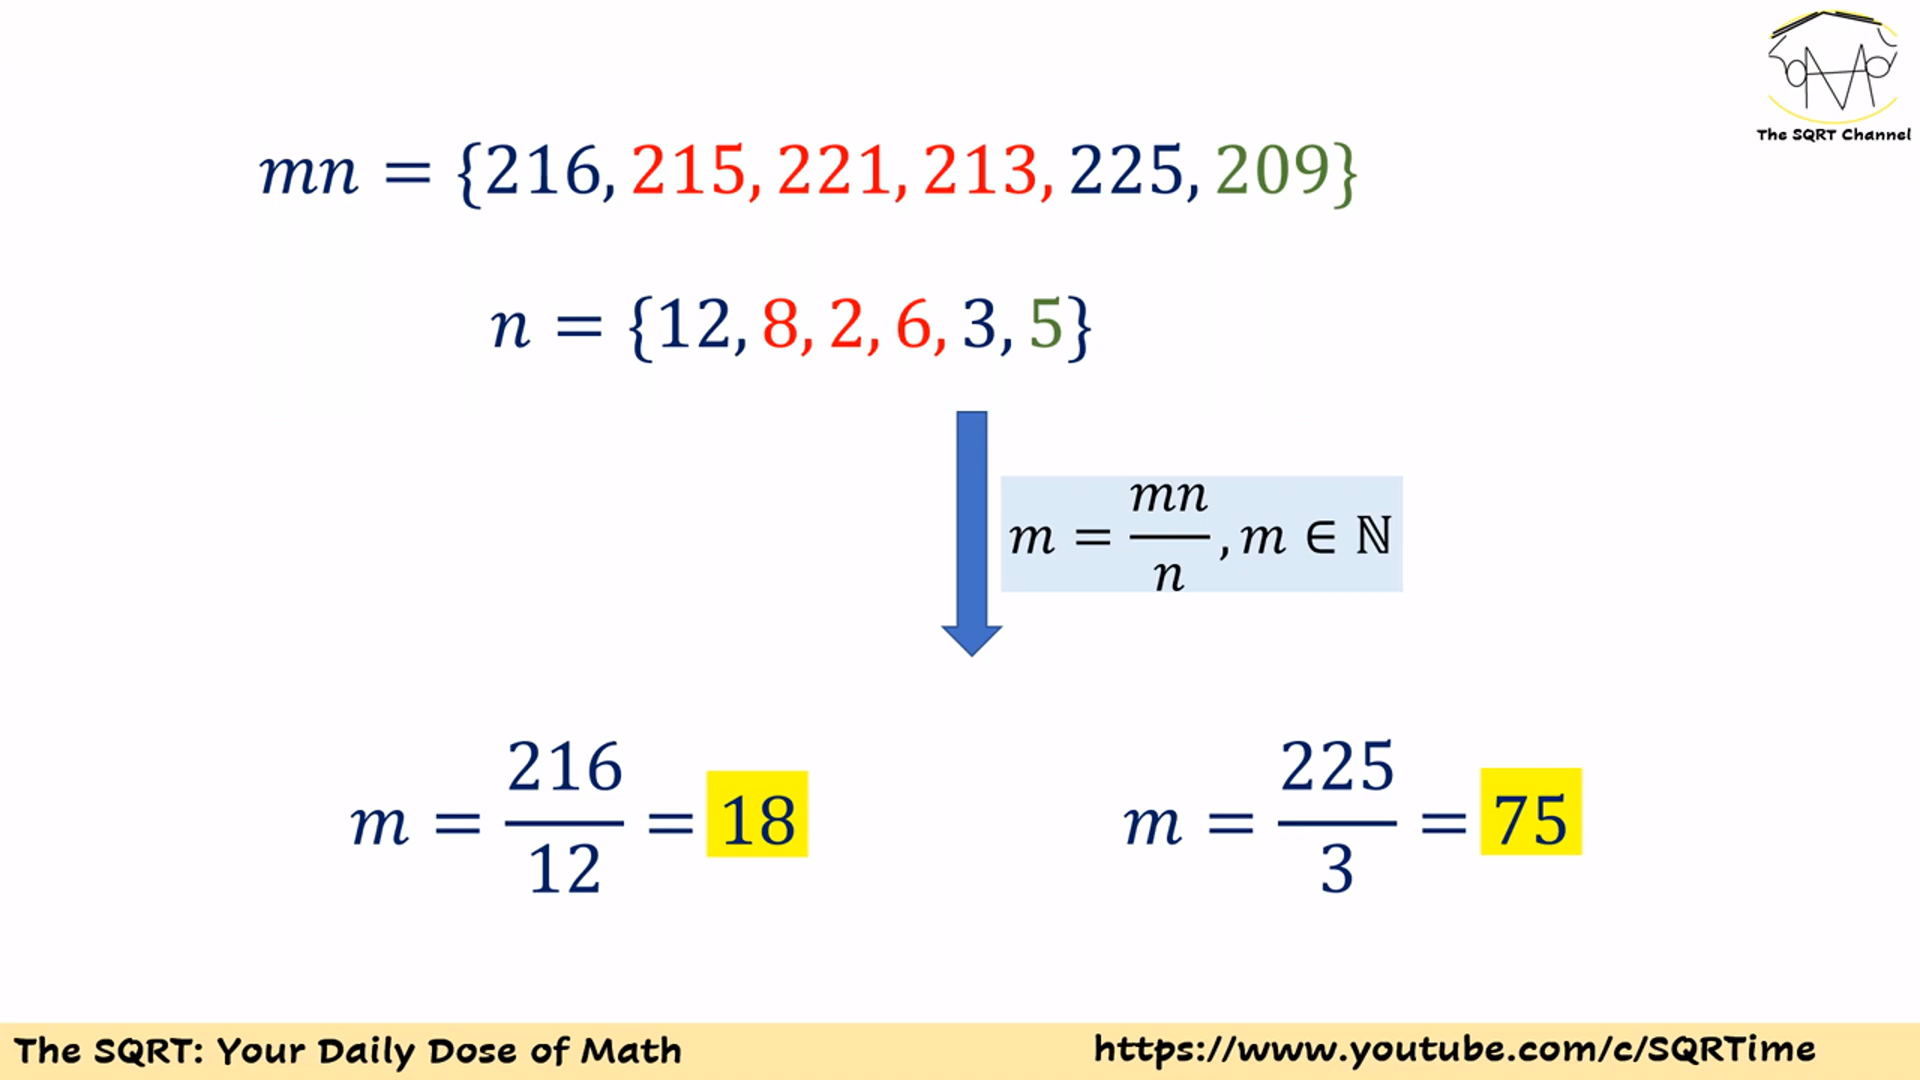 The SQRT Channel
mn = {216, 215, 221, 213, 225, 209}
n = {12, 8, 2, 6, 3, 5}
m = mn/n, m ∈ ℕ
m = 216/12 = 18
m = 225/3 = 75
The SQRT: Your Daily Dose of Math
https://www.youtube.com/c/SQRTime